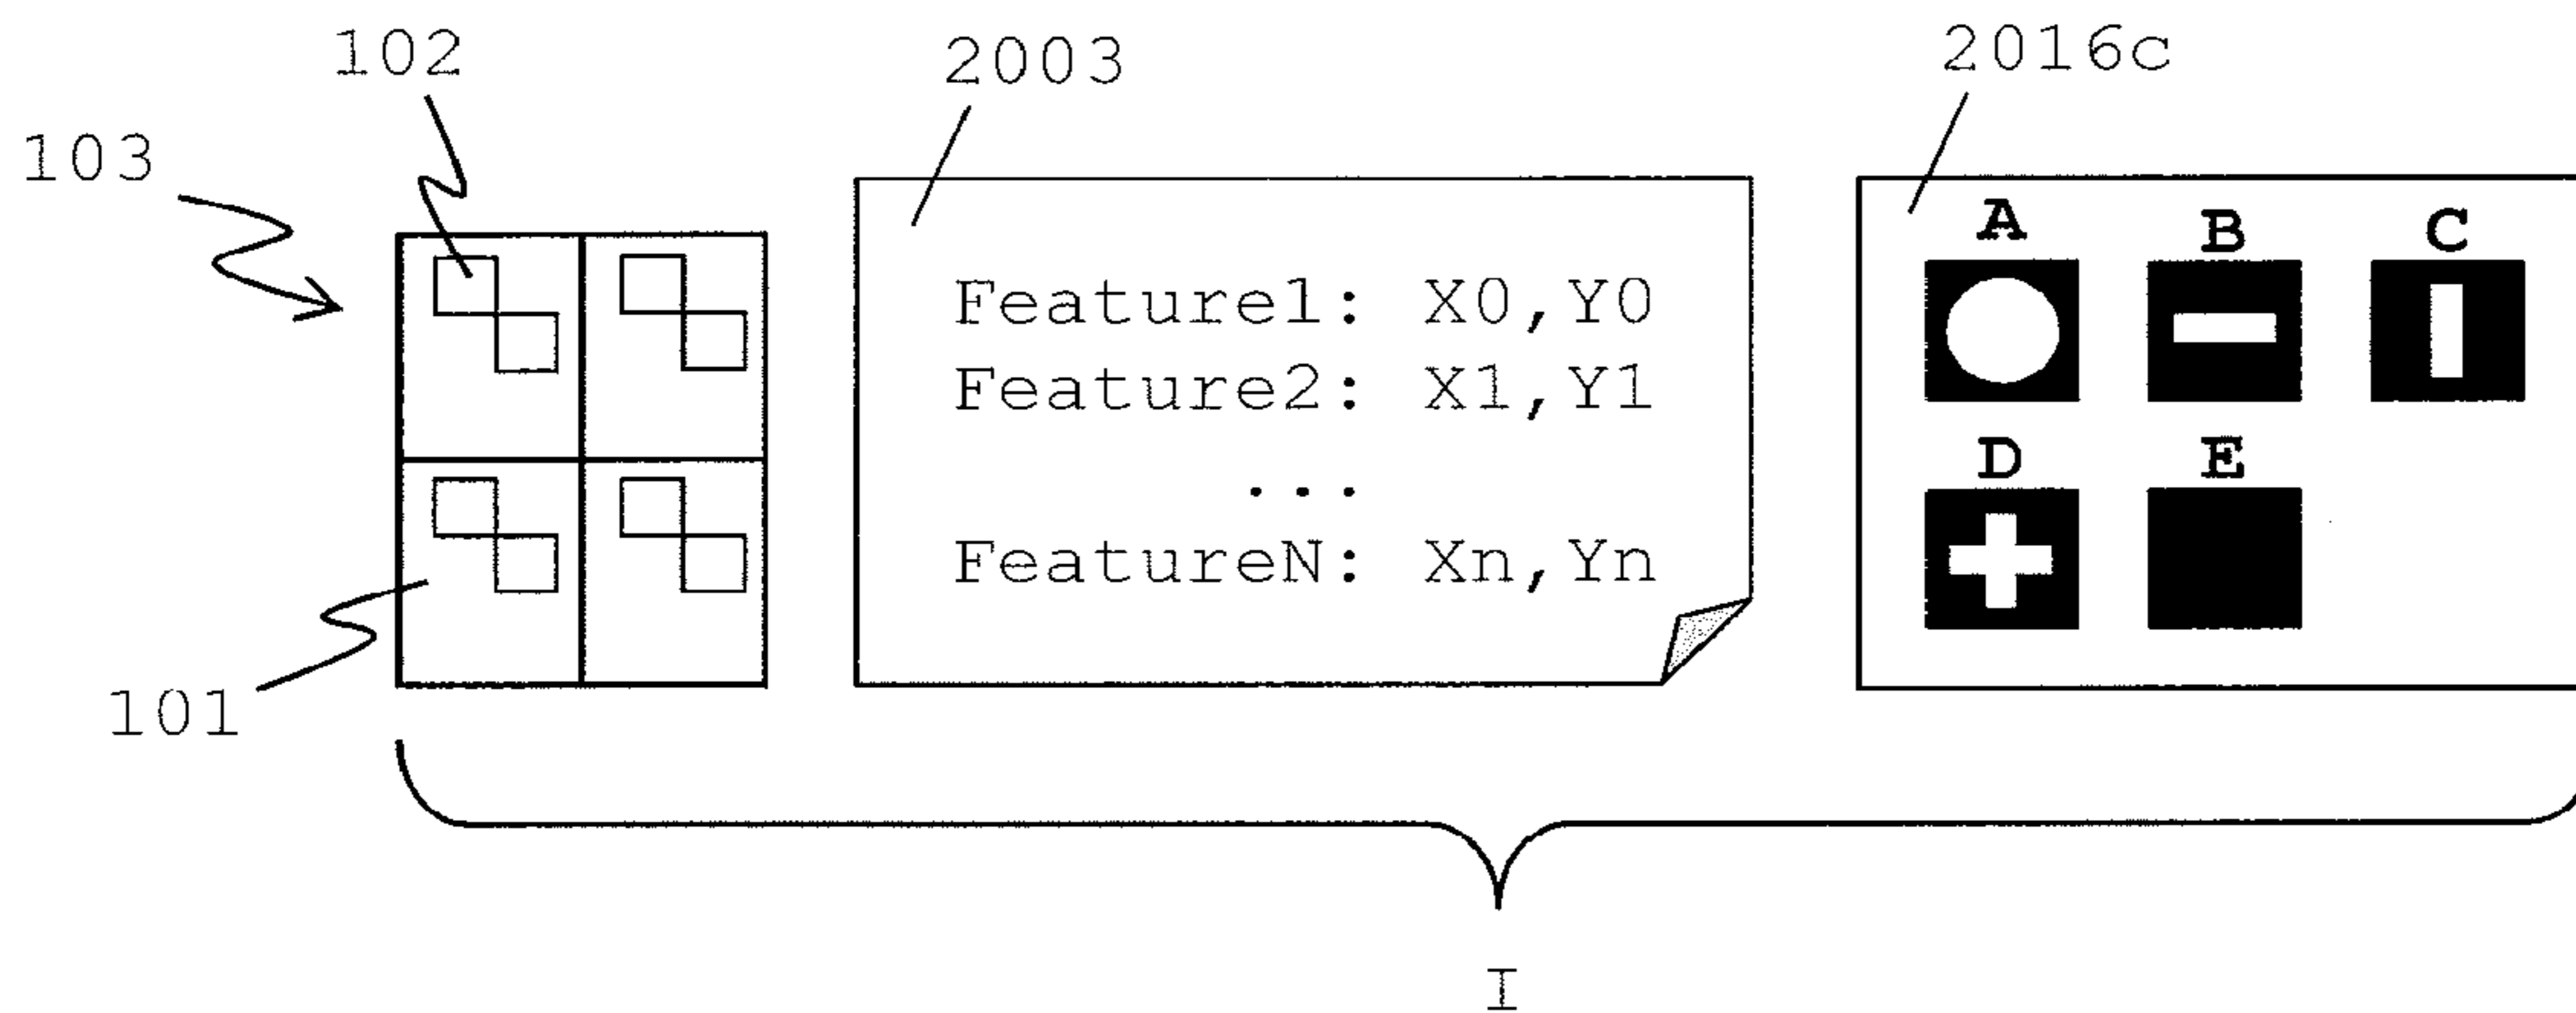 102
2003
2016c
103
A B C
Feature1: X0,Y0
Feature2: X1,Y1
...
FeatureN: Xn,Yn
D E
101
I